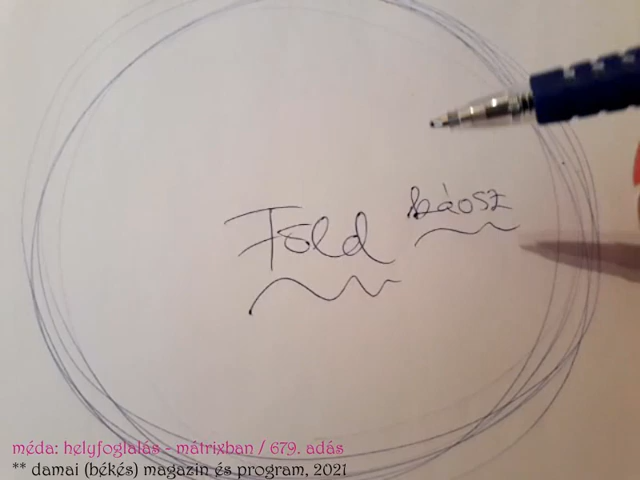 káosz
Föld
méda: helyfoglalás - mátrixban / 679. adás
** damai (békés) magazin és program, 2021